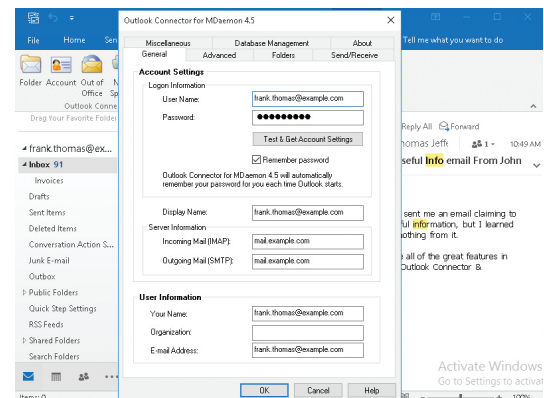 Outlook Connector for MDaemon 4.5
File Home Sen
Tell me what you want to do
Folder Account Out of
Office Sp
Outlook Conne
Drag Your Favorite Folder
frank.thomas@ex...
Inbox 91
Invoices
Drafts
Sent Items
Deleted Items
Conversation Action S...
Junk E-mail
Outbox
Public Folders
Quick Step Settings
RSS Feeds
Shared Folders
Search Folders
Miscellaneous Database Management About
General Advanced Folders Send/Receive
Account Settings
Logon Information
User Name: frank.thomas@example.com
Password:
Test & Get Account Settings
Remember password
Outlook Connector for MDaemon will automatically
remember your password for you each time Outlook starts.
Display Name: frank.thomas@example.com
Server Information
Incoming Mail (IMAP): mail.example.com
Outgoing Mail (SMTP): mail.example.com
User Information
Your Name: frank.thomas@example.com
Organization:
E-mail Address: frank.thomas@example.com
OK Cancel Help
Reply All Forward
homas Jeffe 1 10:49 AM
seful Info email From John
sent me an email claiming to
ful information, but I learned
nothing from it.
all of the great features in
Outlook Connector &
Activate Windows
Go to Settings to activat
100%